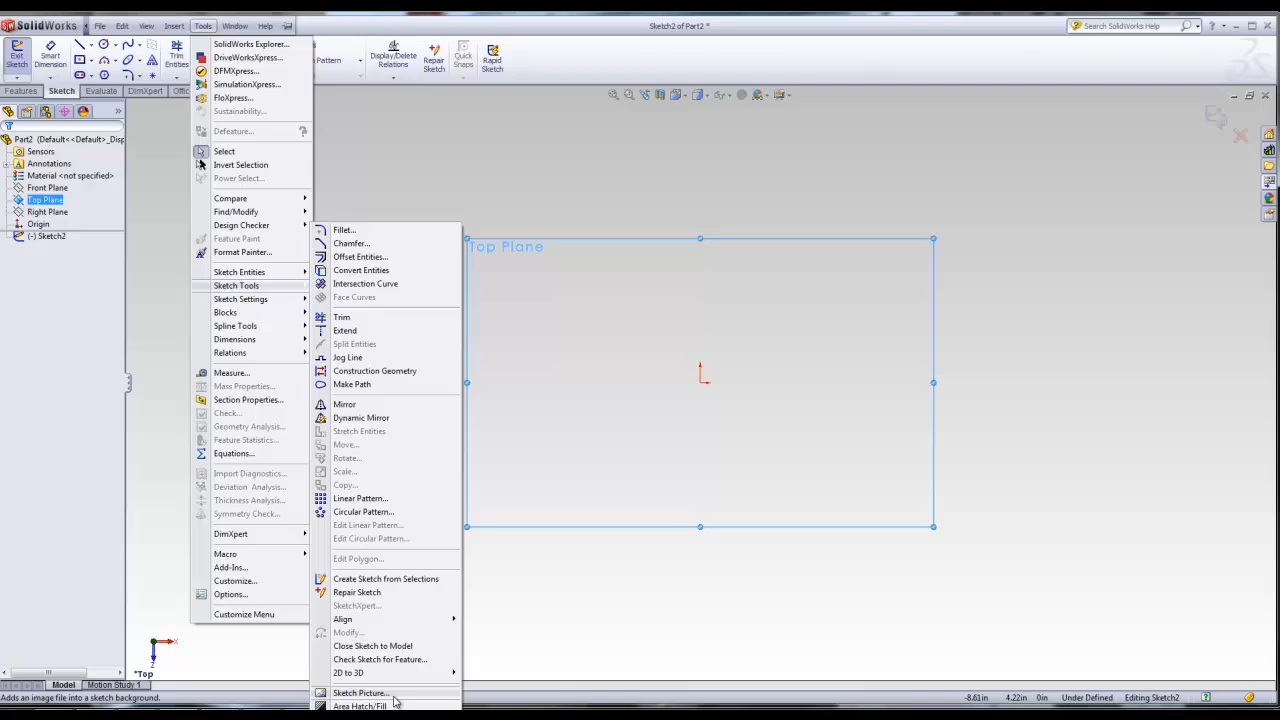 SolidWorks File Edit View Insert Tools Window Help Sketch2 of Part2 * Search SolidWorks Help
Exit Sketch Smart Dimension Trim Entities Pattern Display/Delete Relations Repair Sketch Quick Snaps Rapid Sketch
Features Sketch Evaluate DimXpert Offic
Part2 (Default<<Default>_Disp
Sensors
Annotations
Material <not specified>
Front Plane
Top Plane
Right Plane
Origin
(-) Sketch2
SolidWorks Explorer...
DriveWorksXpress...
DFMXpress...
SimulationXpress...
FloXpress...
Sustainability...
Defeature...
Select
Invert Selection
Power Select...
Compare
Find/Modify
Design Checker
Feature Paint
Format Painter...
Sketch Entities
Sketch Tools
Sketch Settings
Blocks
Spline Tools
Dimensions
Relations
Measure...
Mass Properties...
Section Properties...
Check...
Geometry Analysis...
Feature Statistics...
Equations...
Import Diagnostics...
Deviation Analysis...
Thickness Analysis...
Symmetry Check...
DimXpert
Macro
Add-Ins...
Customize...
Options...
Customize Menu
Fillet...
Chamfer...
Offset Entities...
Convert Entities
Intersection Curve
Face Curves
Trim
Extend
Split Entities
Jog Line
Construction Geometry
Make Path
Mirror
Dynamic Mirror
Stretch Entities
Move...
Rotate...
Scale...
Copy...
Linear Pattern...
Circular Pattern...
Edit Linear Pattern...
Edit Circular Pattern...
Edit Polygon...
Create Sketch from Selections
Repair Sketch
SketchXpert...
Align
Modify...
Close Sketch to Model
Check Sketch for Feature...
2D to 3D
Sketch Picture...
Area Hatch/Fill
Top Plane
X
Z
*Top
Model Motion Study 1
Adds an image file into a sketch background. -8.61in 4.22in 0in Under Defined Editing Sketch2